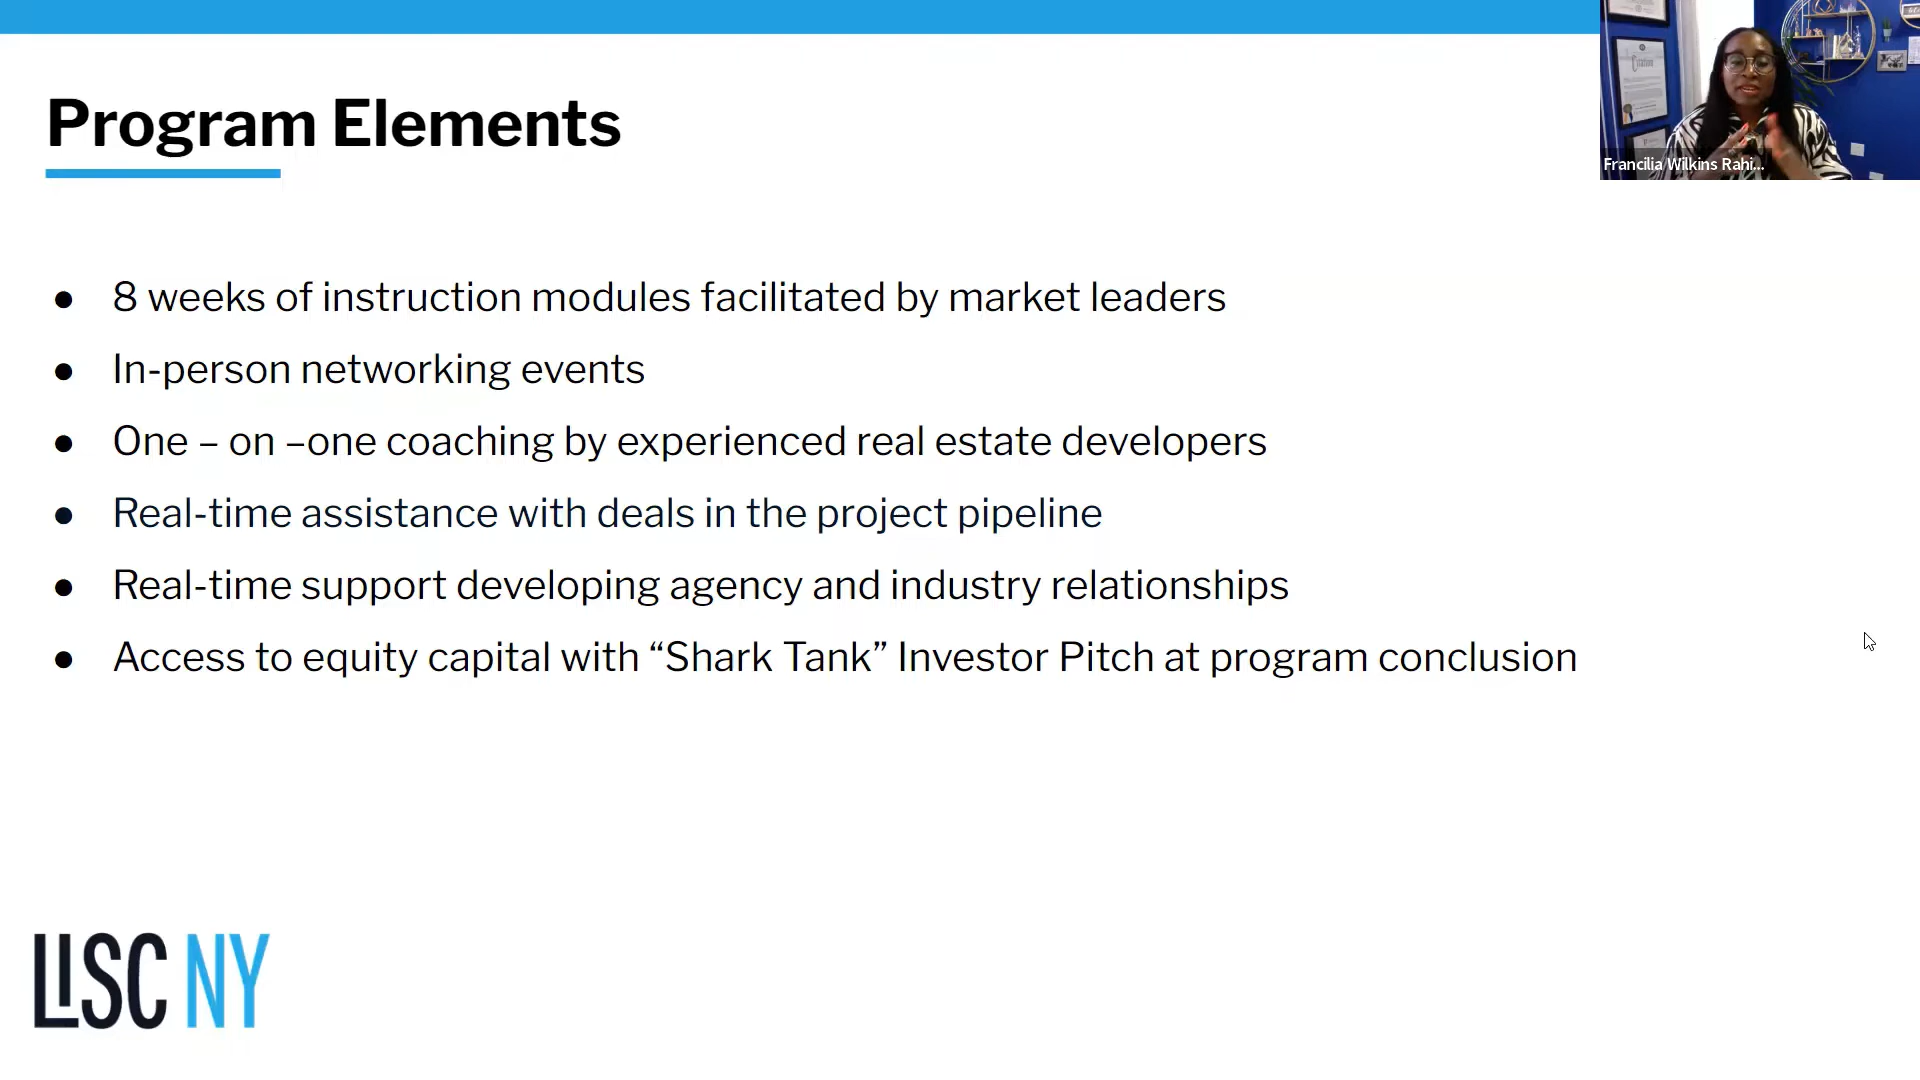 Program Elements
● 8 weeks of instruction modules facilitated by market leaders
● In-person networking events
● One – on –one coaching by experienced real estate developers
● Real-time assistance with deals in the project pipeline
● Real-time support developing agency and industry relationships
● Access to equity capital with “Shark Tank” Investor Pitch at program conclusion
LISC NY
Citation
Francilia Wilkins Rahi...